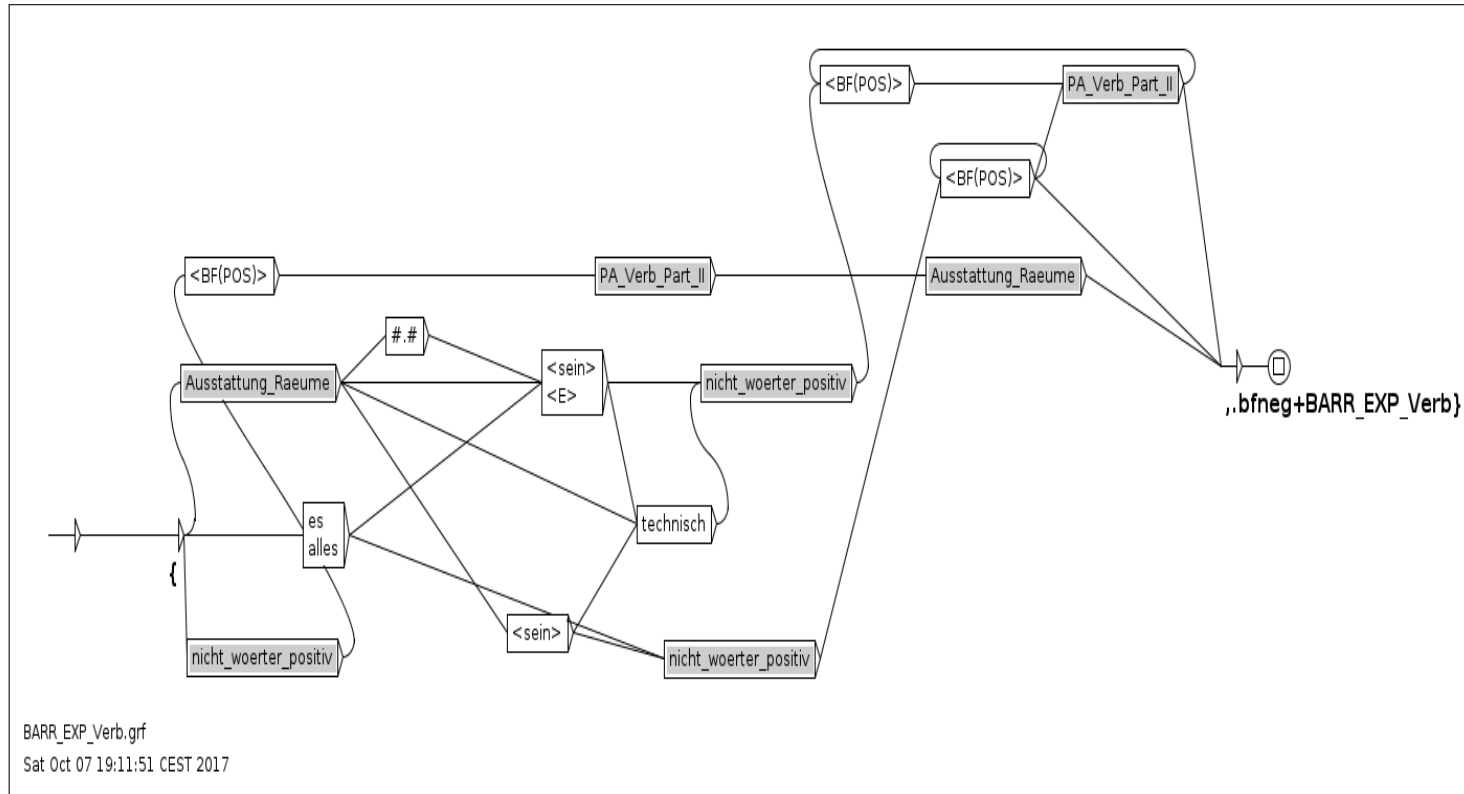 <BF(POS)>
PA_Verb_Part_II
<BF(POS)>
<BF(POS)>
PA_Verb_Part_II
Ausstattung_Raeume
#.#
Ausstattung_Raeume
<sein>
<E>
nicht_woerter_positiv
,.bfneg+BARR_EXP_Verb}
es
alles
technisch
{
<sein>
nicht_woerter_positiv
nicht_woerter_positiv
BARR_EXP_Verb.grf
Sat Oct 07 19:11:51 CEST 2017